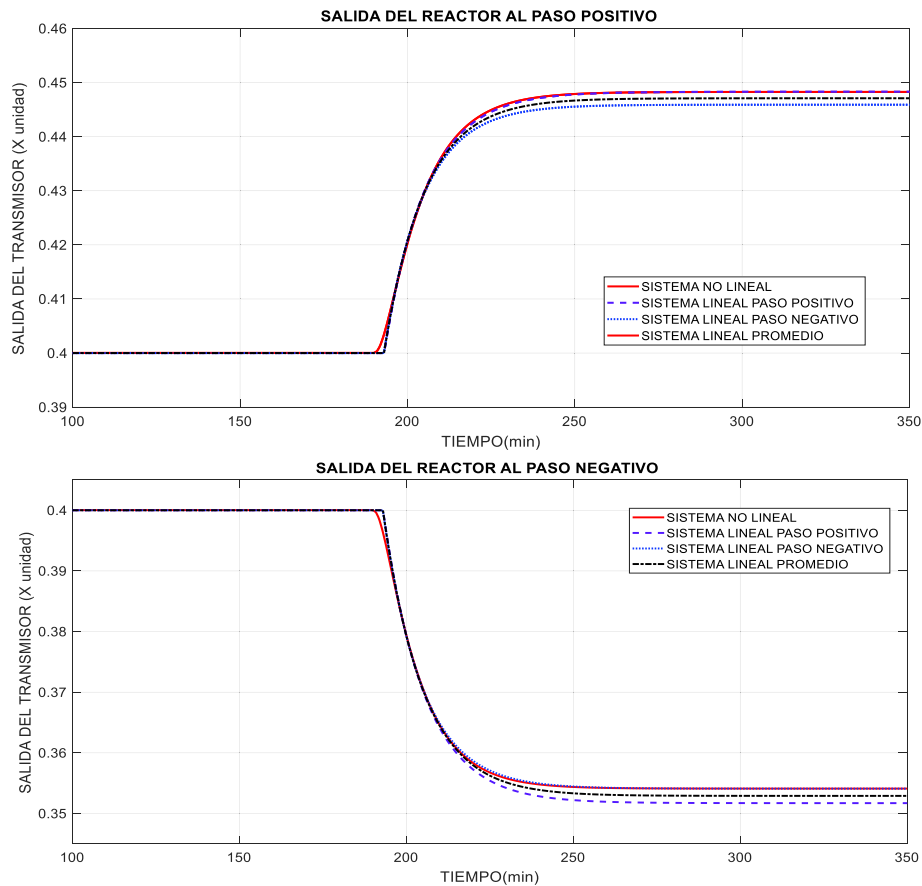 SALIDA DEL REACTOR AL PASO POSITIVO
SALIDA DEL TRANSMISOR (X unidad)
0.46
0.45
0.44
0.43
0.42
0.41
0.4
0.39
SISTEMA NO LINEAL
SISTEMA LINEAL PASO POSITIVO
SISTEMA LINEAL PASO NEGATIVO
SISTEMA LINEAL PROMEDIO
100 150 200 250 300 350
TIEMPO(min)
SALIDA DEL REACTOR AL PASO NEGATIVO
SALIDA DEL TRANSMISOR (X unidad)
0.4
0.39
0.38
0.37
0.36
0.35
SISTEMA NO LINEAL
SISTEMA LINEAL PASO POSITIVO
SISTEMA LINEAL PASO NEGATIVO
SISTEMA LINEAL PROMEDIO
100 150 200 250 300 350
TIEMPO(min)